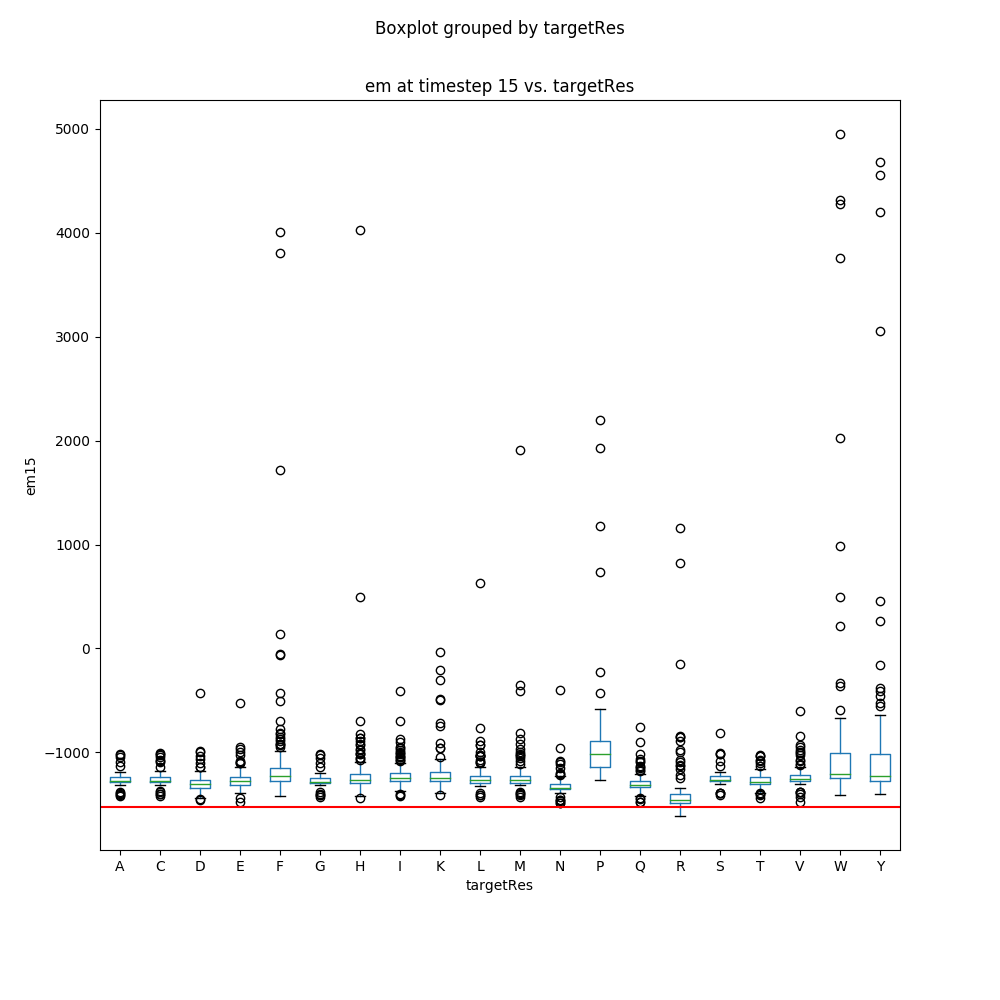 Boxplot grouped by targetRes
em at timestep 15 vs. targetRes
5000
4000
3000
2000
1000
0
−1000
em15
A C D E F G H I K L M N P Q R S T V W Y
targetRes